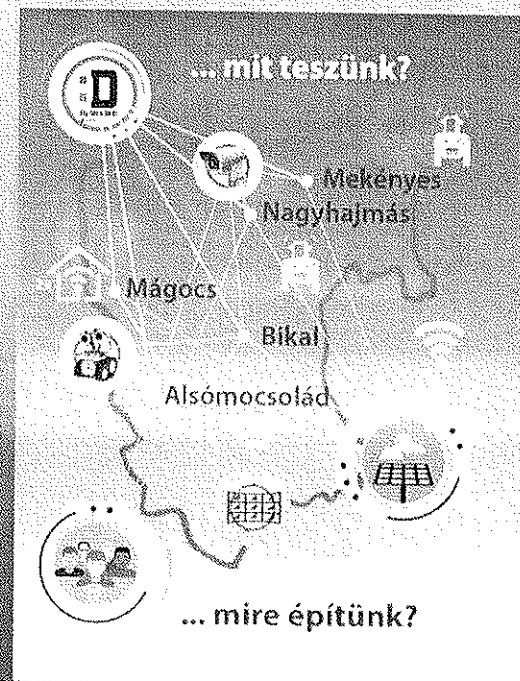 ... mit teszünk?
D
Mekényes
Nagyhajmás
Mágocs
Bikal
Alsómocsolád
... mire építünk?